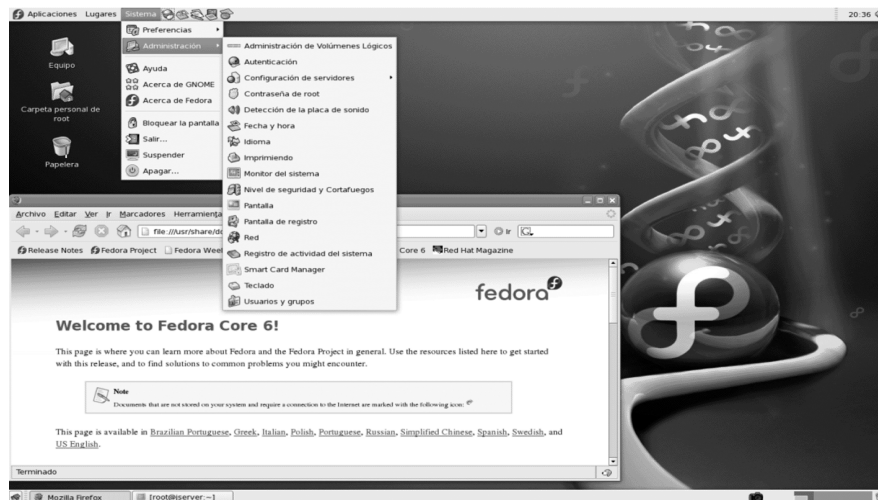 Aplicaciones Lugares Sistema
20:36
Preferencias
Administración
Ayuda
Acerca de GNOME
Acerca de Fedora
Bloquear la pantalla
Salir...
Suspender
Apagar...
Administración de Volúmenes Lógicos
Autenticación
Configuración de servidores
Contraseña de root
Detección de la placa de sonido
Fecha y hora
Idioma
Imprimiendo
Monitor del sistema
Nivel de seguridad y Cortafuegos
Pantalla
Pantalla de registro
Red
Registro de actividad del sistema
Smart Card Manager
Teclado
Usuarios y grupos
Equipo
Carpeta personal de
root
Papelera
Archivo Editar Ver Ir Marcadores Herramienta
file:///usr/share/do
Ir
Release Notes Fedora Project Fedora Week Core 6 Red Hat Magazine
fedora
Welcome to Fedora Core 6!
This page is where you can learn more about Fedora and the Fedora Project in general. Use the resources listed here to get started
with this release, and to find solutions to common problems you might encounter.
Note
Documents that are not stored on your system and require a connection to the Internet are marked with the following icon:
This page is available in Brazilian Portuguese, Greek, Italian, Polish, Portuguese, Russian, Simplified Chinese, Spanish, Swedish, and
US English.
Terminado
Mozilla Firefox
[root@iserver:~]